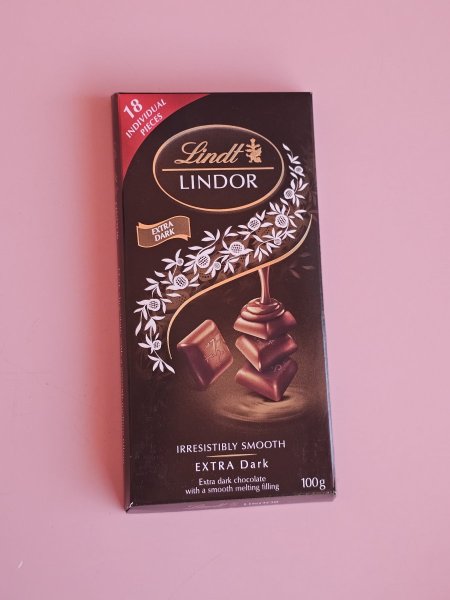 18
INDIVIDUAL
PIECES
Lindt
LINDOR
EXTRA
DARK
IRRESISTIBLY SMOOTH
EXTRA Dark
Extra dark chocolate
with a smooth melting filling
100g